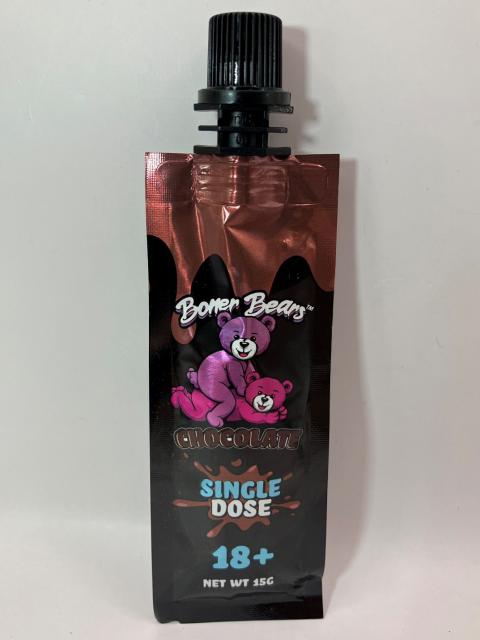 Boner Bears™
CHOCOLATE
SINGLE
DOSE
18+
NET WT 15G